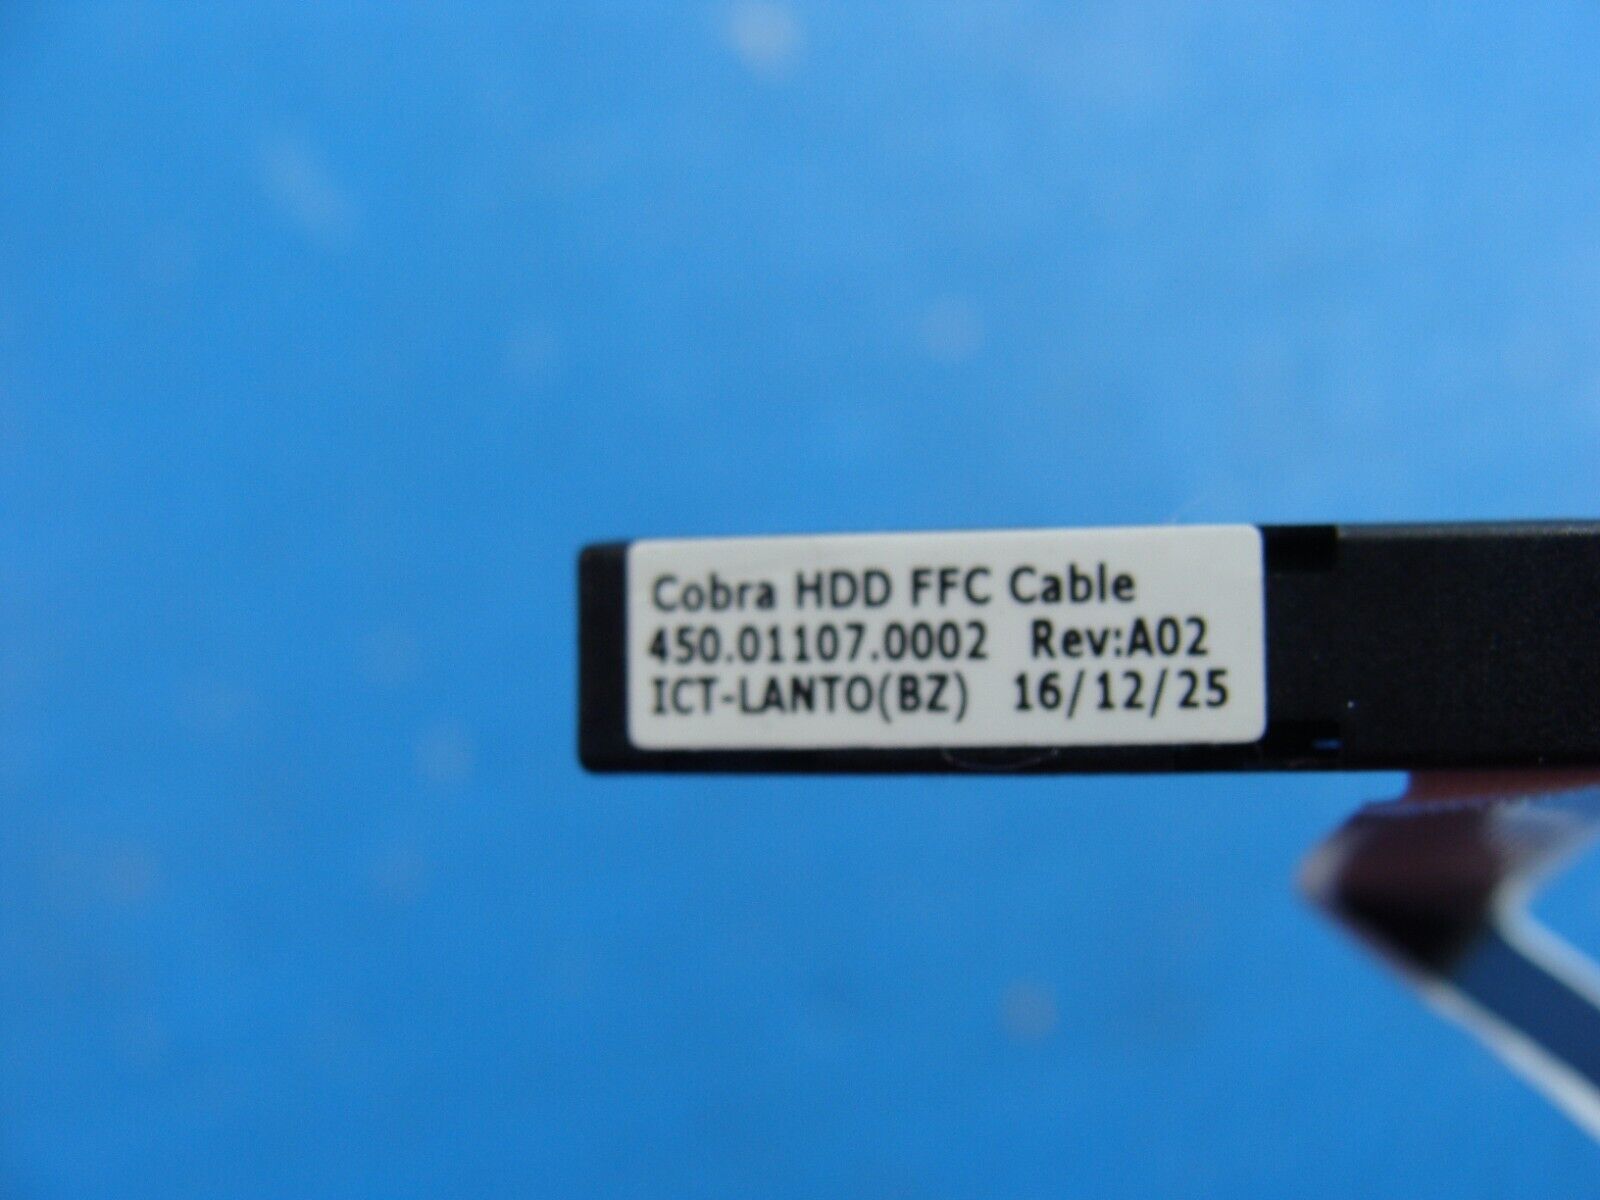 Cobra HDD FFC Cable
450.01107.0002 Rev:A02
ICT-LANTO(BZ) 16/12/25